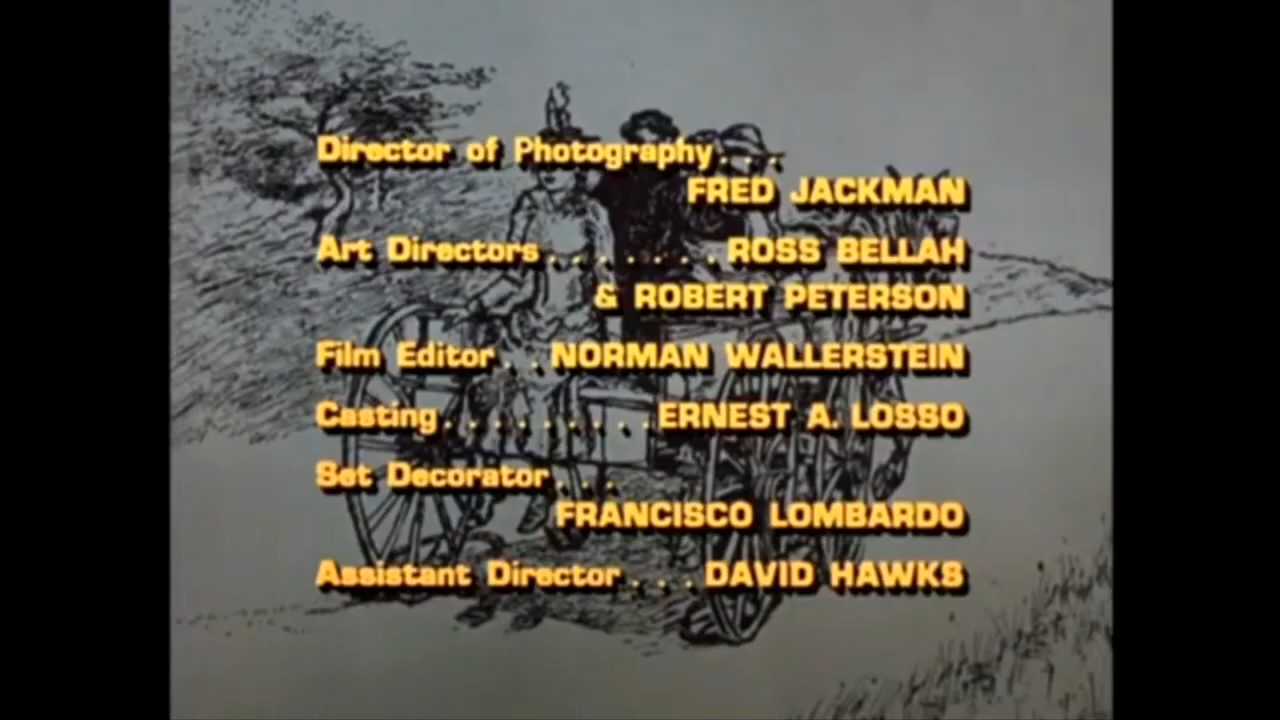 Director of Photography. . .
FRED JACKMAN
Art Directors . . . . . . . ROSS BELLAH
& ROBERT PETERSON
Film Editor . . NORMAN WALLERSTEIN
Casting . . . . . . . . . ERNEST A. LOSSO
Set Decorator . . .
FRANCISCO LOMBARDO
Assistant Director . . . DAVID HAWKS